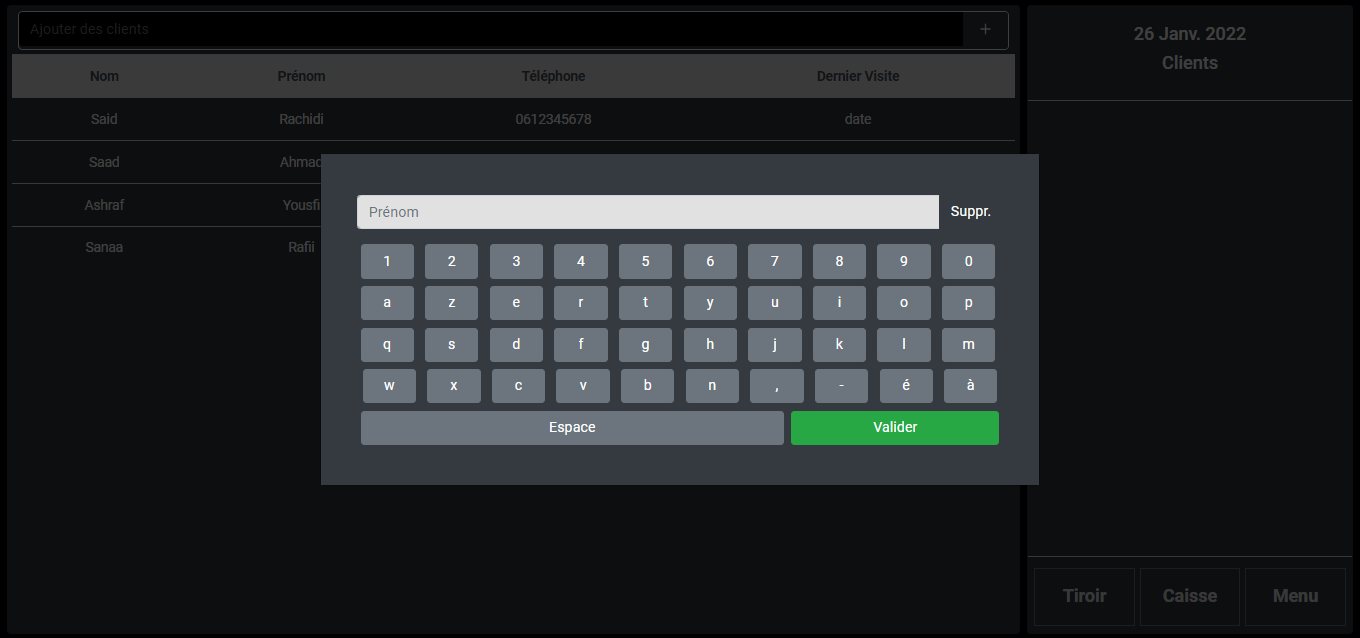 Ajouter des clients +
26 Janv. 2022
Clients
Nom Prénom Téléphone Dernier Visite
Said Rachidi 0612345678 date
Saad Ahmad
Ashraf Yousfi
Sanaa Rafii
Prénom Suppr.
1 2 3 4 5 6 7 8 9 0
a z e r t y u i o p
q s d f g h j k l m
w x c v b n , - é à
Espace Valider
Tiroir Caisse Menu